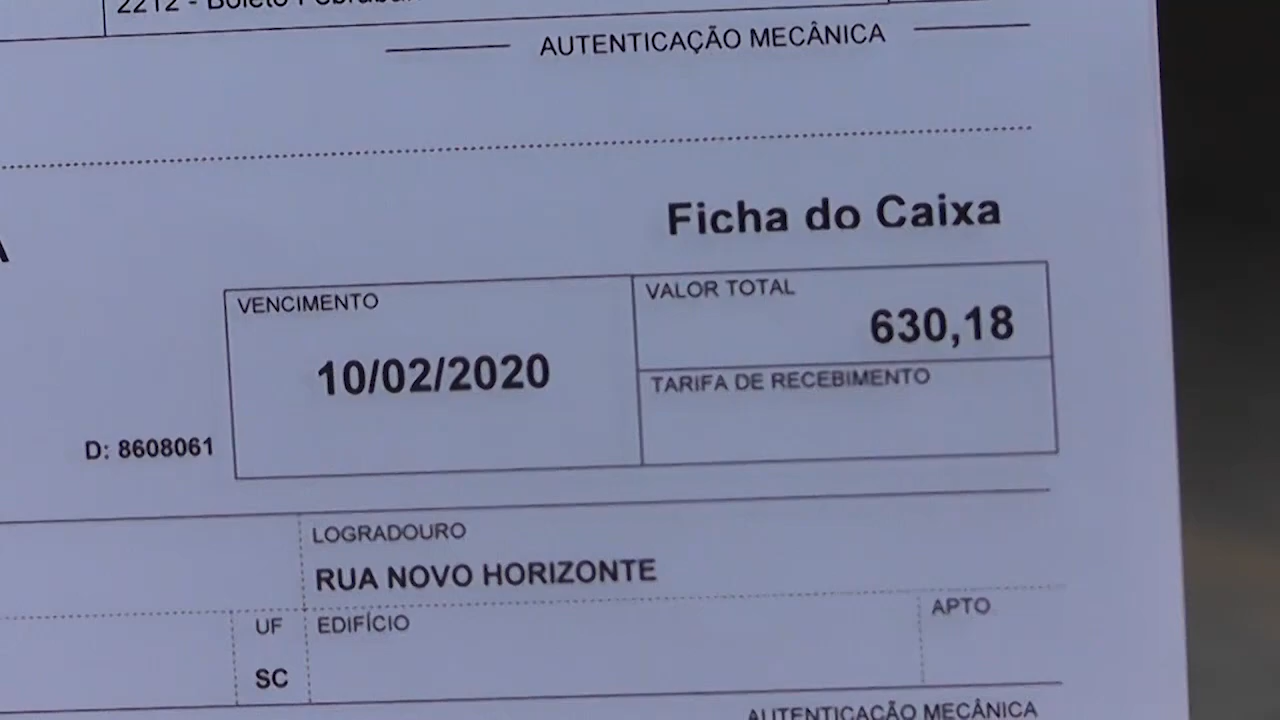 2212 - Boleto
AUTENTICAÇÃO MECÂNICA
Ficha do Caixa
VENCIMENTO
10/02/2020
VALOR TOTAL
630,18
TARIFA DE RECEBIMENTO
D: 8608061
LOGRADOURO
RUA NOVO HORIZONTE
UF
SC
EDIFÍCIO
APTO
AUTENTICAÇÃO MECÂNICA